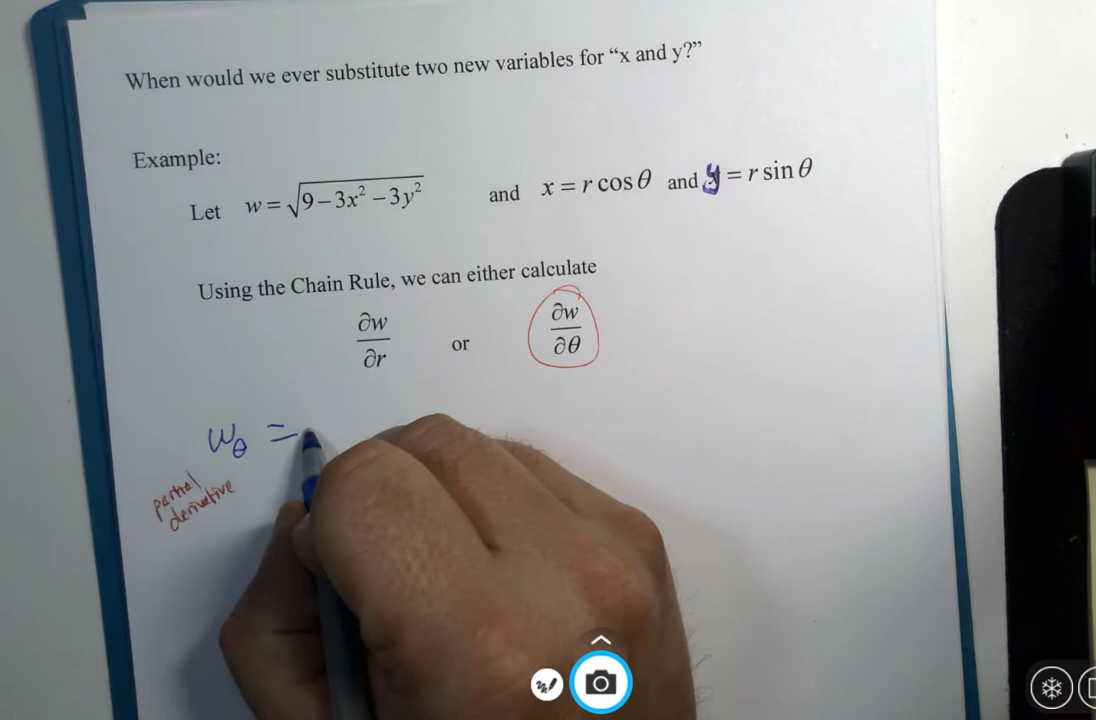 When would we ever substitute two new variables for “x and y?”
Example:
Let w = √(9 − 3x² − 3y²) and x = r cos θ and y = r sin θ
Using the Chain Rule, we can either calculate
∂w/∂r or ∂w/∂θ
w_θ =
partial
derivative